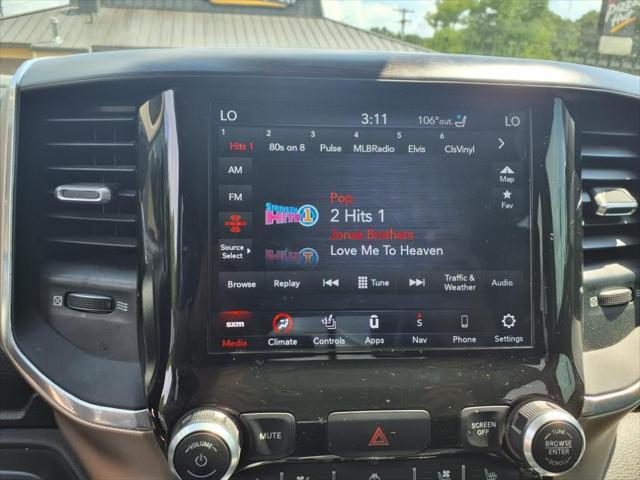 LO 3:11 106°out. LO
1 2 3 4 5 6
Hits 1 80s on 8 Pulse MLBRadio Elvis ClsVinyl
AM
FM
Source Select
Map
Fav
SiriusXM
Hits 1
Pop
2 Hits 1
Jonas Brothers
Love Me To Heaven
Browse Replay Tune Traffic & Weather Audio
sxm S
Media Climate Controls Apps Nav Phone Settings
VOLUME
MUTE
SCREEN OFF
TUNE
BROWSE
ENTER
SCROLL